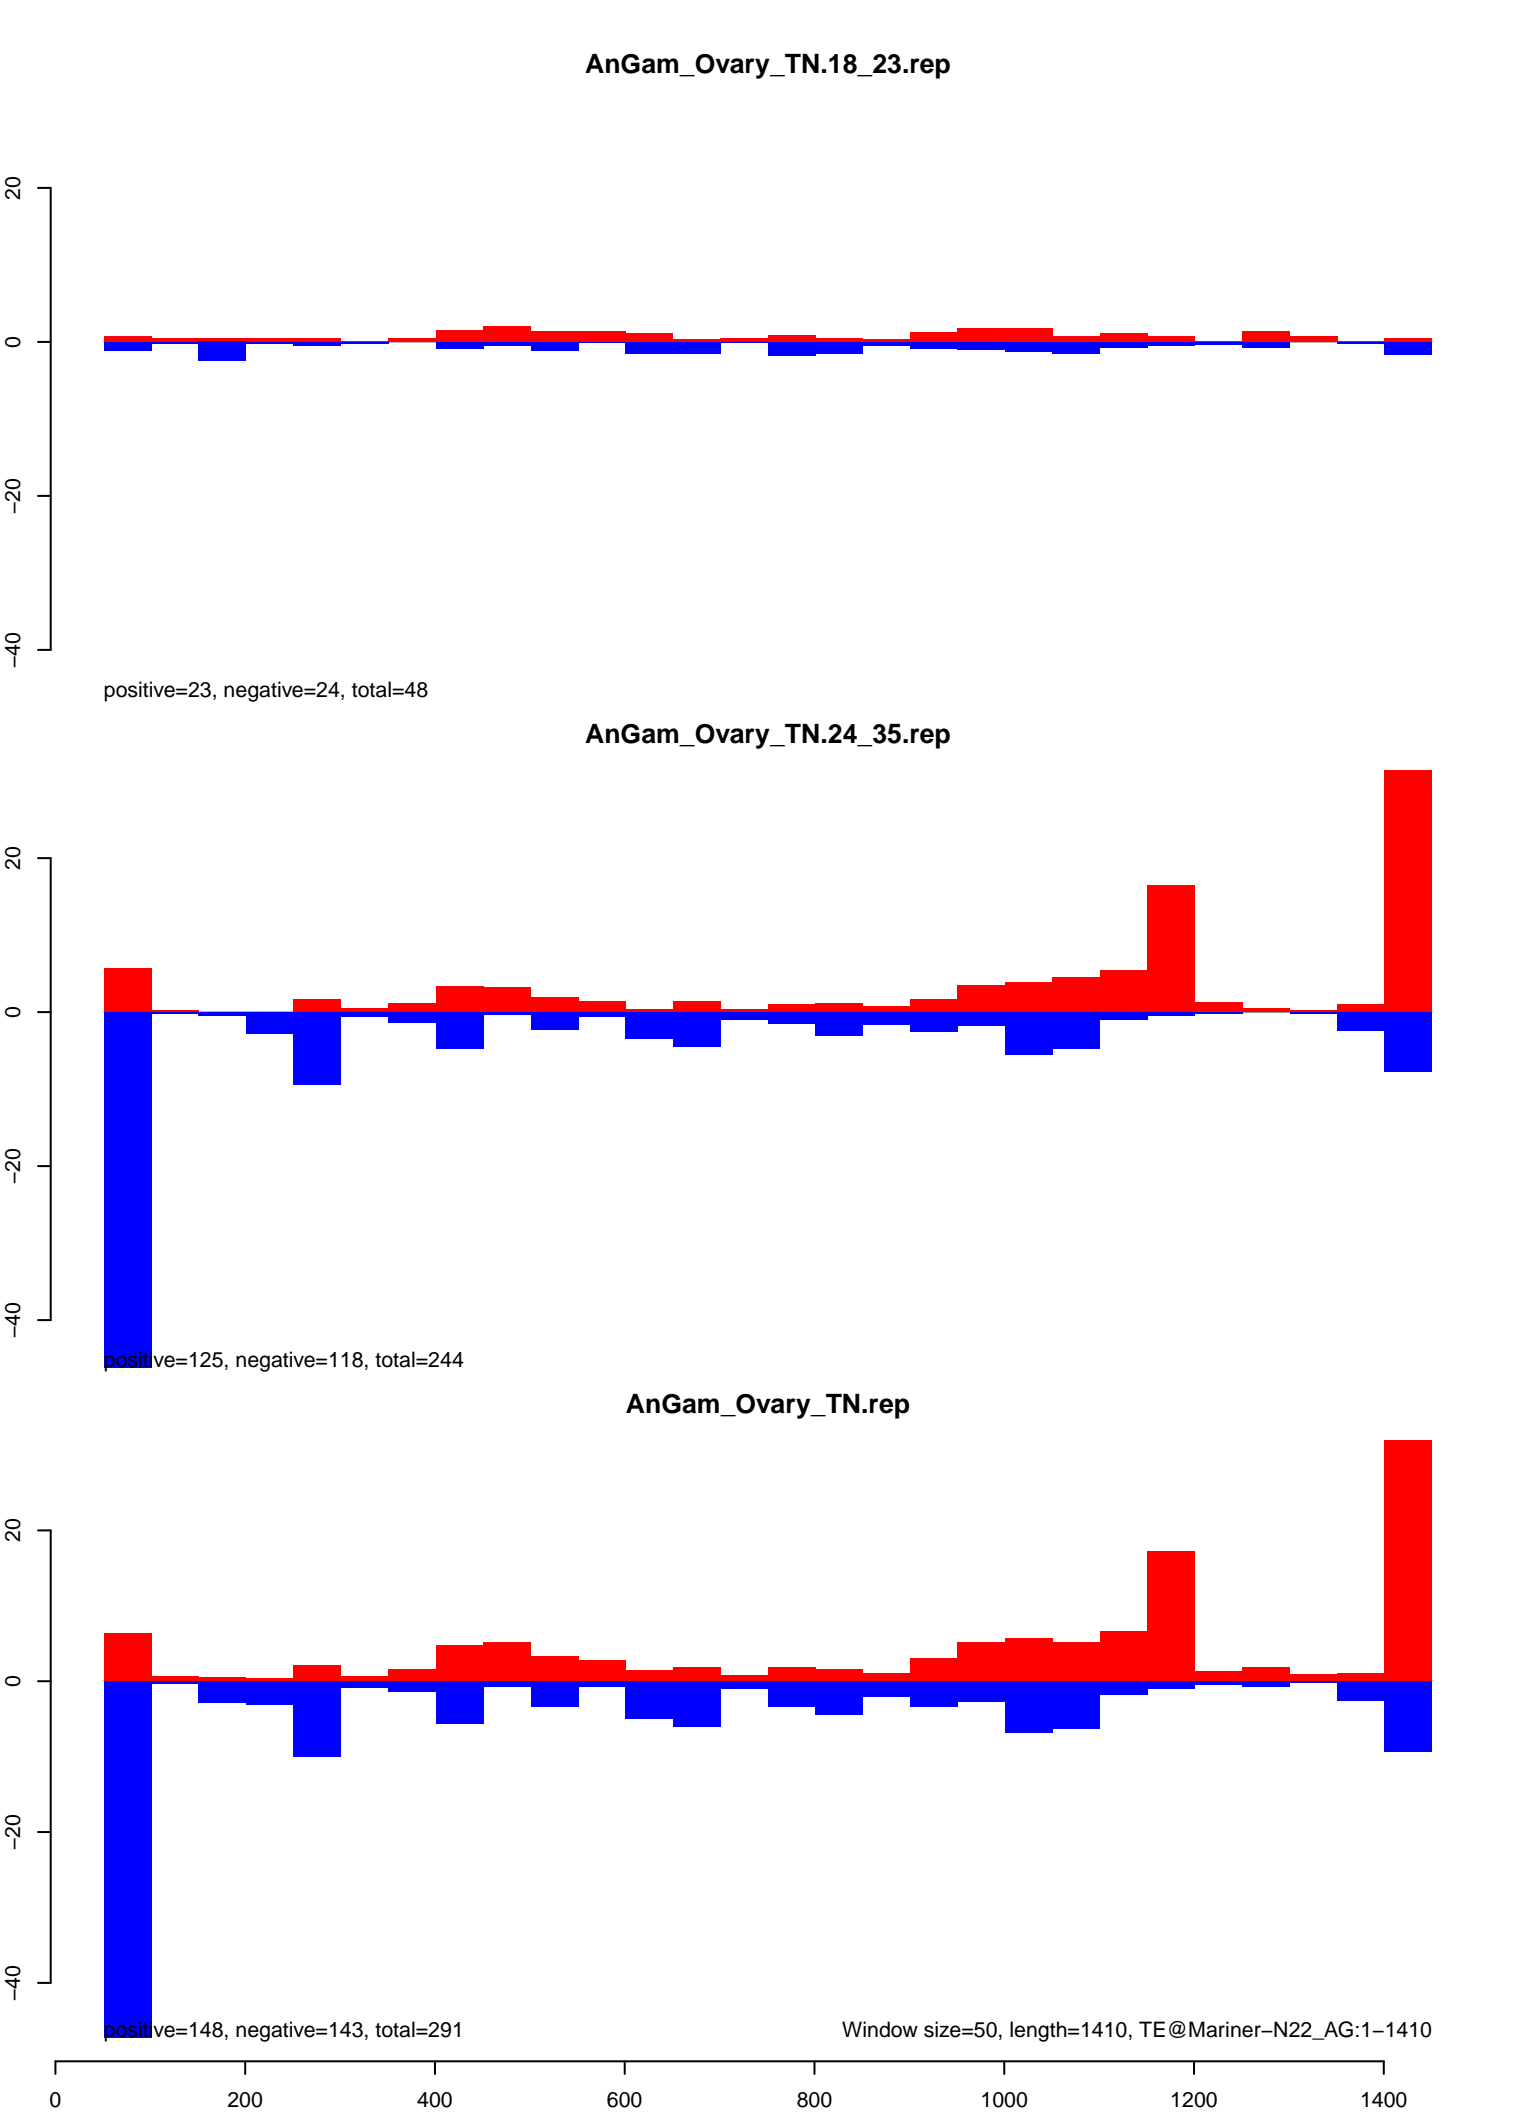 AnGam_Ovary_TN.18_23.rep
20
0
−20
−40
positive=23, negative=24, total=48
AnGam_Ovary_TN.24_35.rep
20
0
−20
−40
positive=125, negative=118, total=244
AnGam_Ovary_TN.rep
20
0
−20
−40
positive=148, negative=143, total=291
Window size=50, length=1410, TE@Mariner−N22_AG:1−1410
0 200 400 600 800 1000 1200 1400